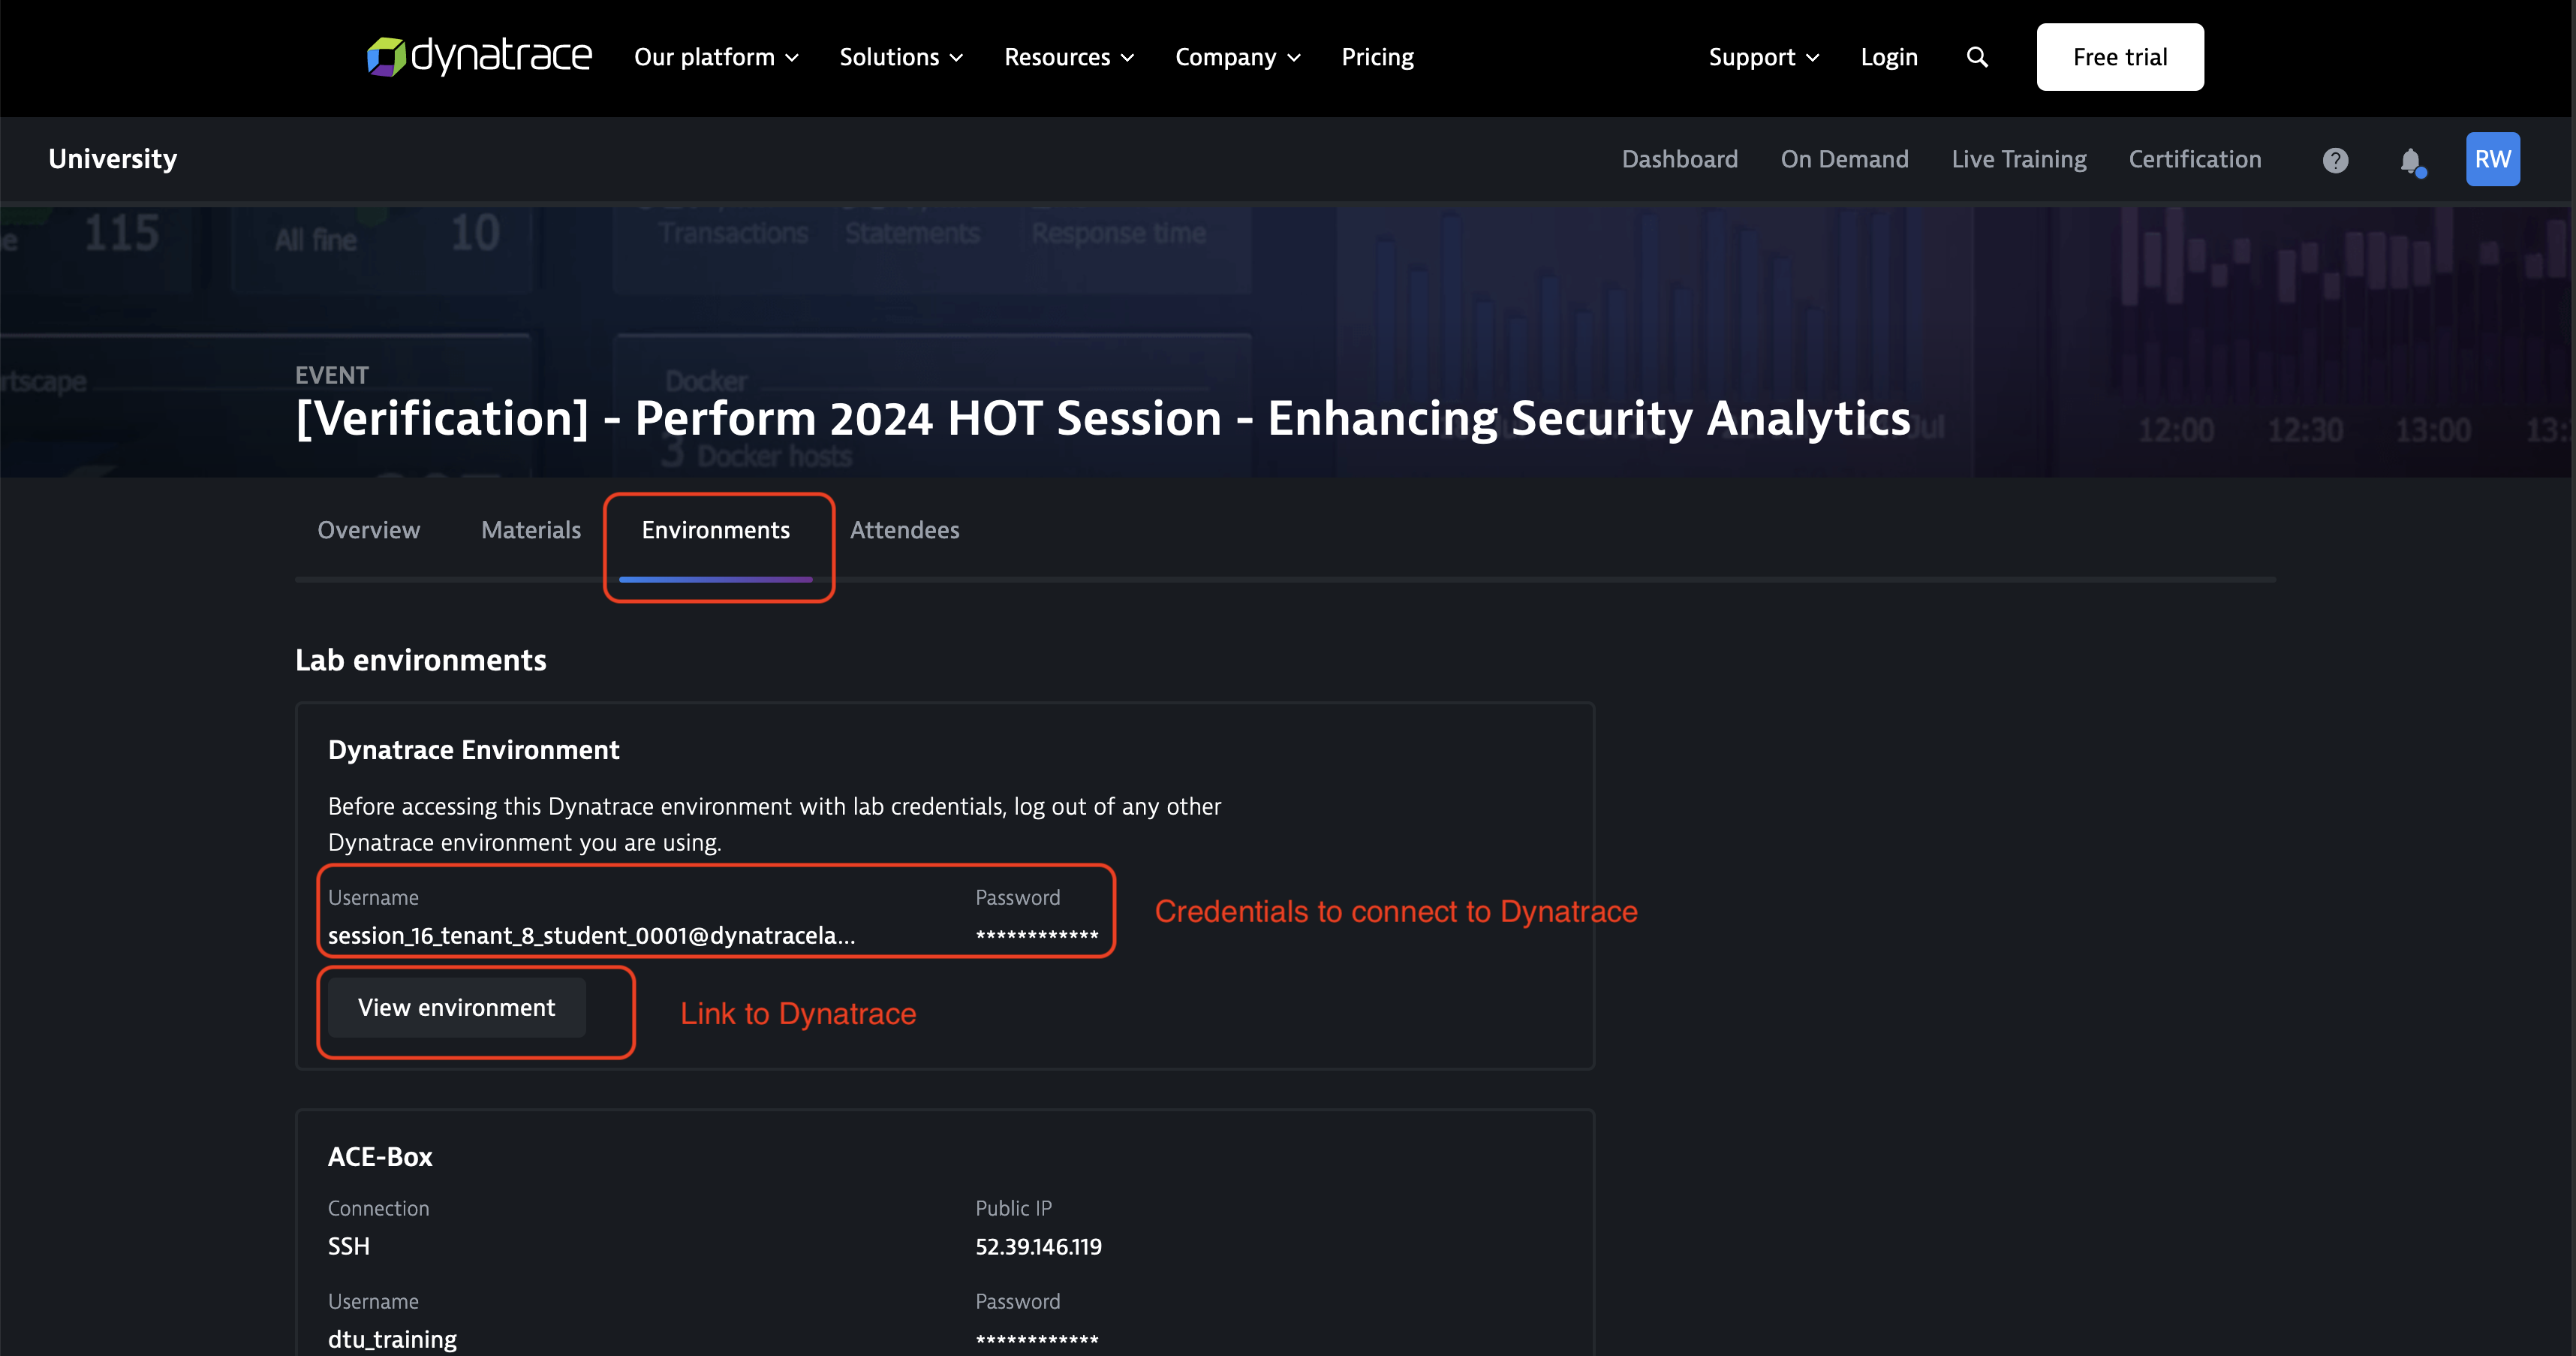 dynatrace Our platform Solutions Resources Company Pricing Support Login Free trial
University Dashboard On Demand Live Training Certification ? RW
115 All fine 10 Transactions Statements Response time
Docker
EVENT
[Verification] - Perform 2024 HOT Session - Enhancing Security Analytics
12:00 12:30 13:00
3 Docker hosts
Overview Materials Environments Attendees
Lab environments
Dynatrace Environment
Before accessing this Dynatrace environment with lab credentials, log out of any other
Dynatrace environment you are using.
Username Password
session_16_tenant_8_student_0001@dynatracela... ************
Credentials to connect to Dynatrace
View environment Link to Dynatrace
ACE-Box
Connection Public IP
SSH 52.39.146.119
Username Password
dtu_training ************